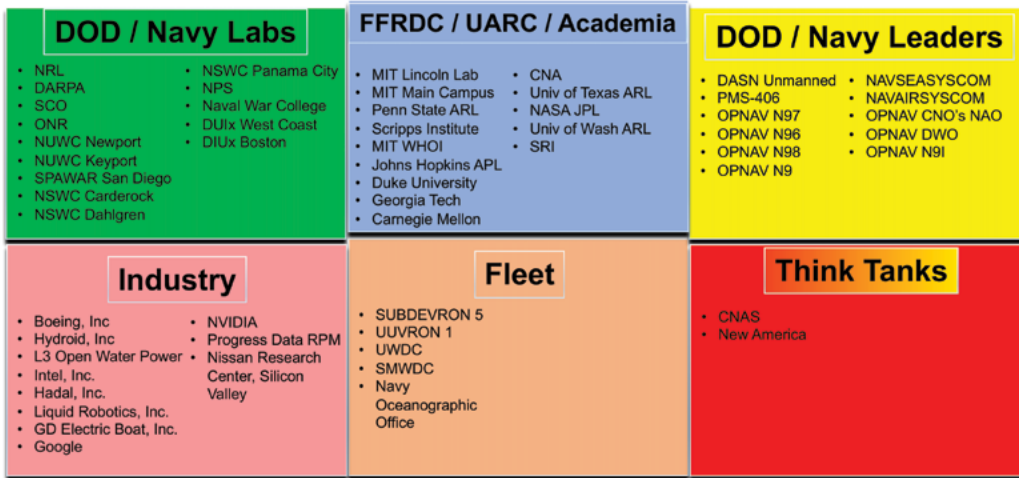 DOD / Navy Labs
• NRL
• DARPA
• SCO
• ONR
• NUWC Newport
• NUWC Keyport
• SPAWAR San Diego
• NSWC Carderock
• NSWC Dahlgren
• NSWC Panama City
• NPS
• Naval War College
• DUIx West Coast
• DIUx Boston
FFRDC / UARC / Academia
• MIT Lincoln Lab
• MIT Main Campus
• Penn State ARL
• Scripps Institute
• MIT WHOI
• Johns Hopkins APL
• Duke University
• Georgia Tech
• Carnegie Mellon
• CNA
• Univ of Texas ARL
• NASA JPL
• Univ of Wash ARL
• SRI
DOD / Navy Leaders
• DASN Unmanned
• PMS-406
• OPNAV N97
• OPNAV N96
• OPNAV N98
• OPNAV N9
• NAVSEASYSCOM
• NAVAIRSYSCOM
• OPNAV CNO's NAO
• OPNAV DWO
• OPNAV N9I
Industry
• Boeing, Inc
• Hydroid, Inc
• L3 Open Water Power
• Intel, Inc.
• Hadal, Inc.
• Liquid Robotics, Inc.
• GD Electric Boat, Inc.
• Google
• NVIDIA
• Progress Data RPM
• Nissan Research
Center, Silicon
Valley
Fleet
• SUBDEVRON 5
• UUVRON 1
• UWDC
• SMWDC
• Navy
Oceanographic
Office
Think Tanks
• CNAS
• New America